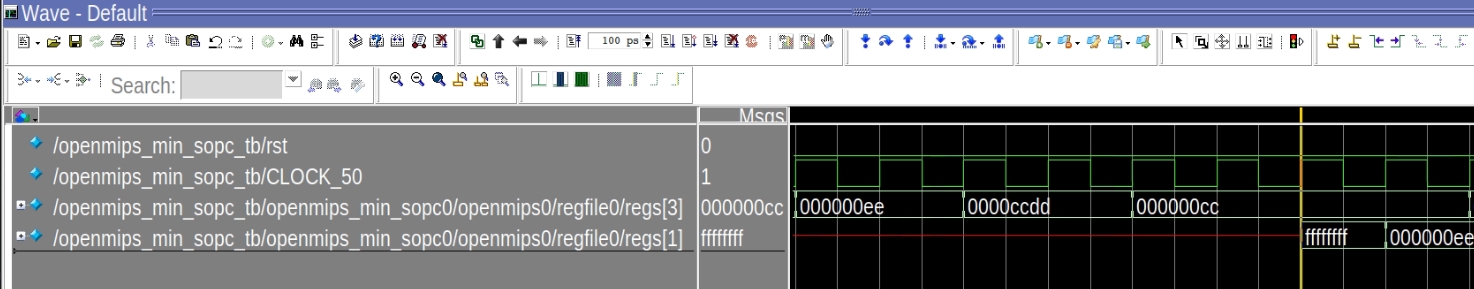 Wave - Default
100 ps
Search:
Msgs
/openmips_min_sopc_tb/rst 0
/openmips_min_sopc_tb/CLOCK_50 1
/openmips_min_sopc_tb/openmips_min_sopc0/openmips0/regfile0/regs[3] 000000cc 000000ee 0000ccdd 000000cc
/openmips_min_sopc_tb/openmips_min_sopc0/openmips0/regfile0/regs[1] ffffffff ffffffff 000000ee